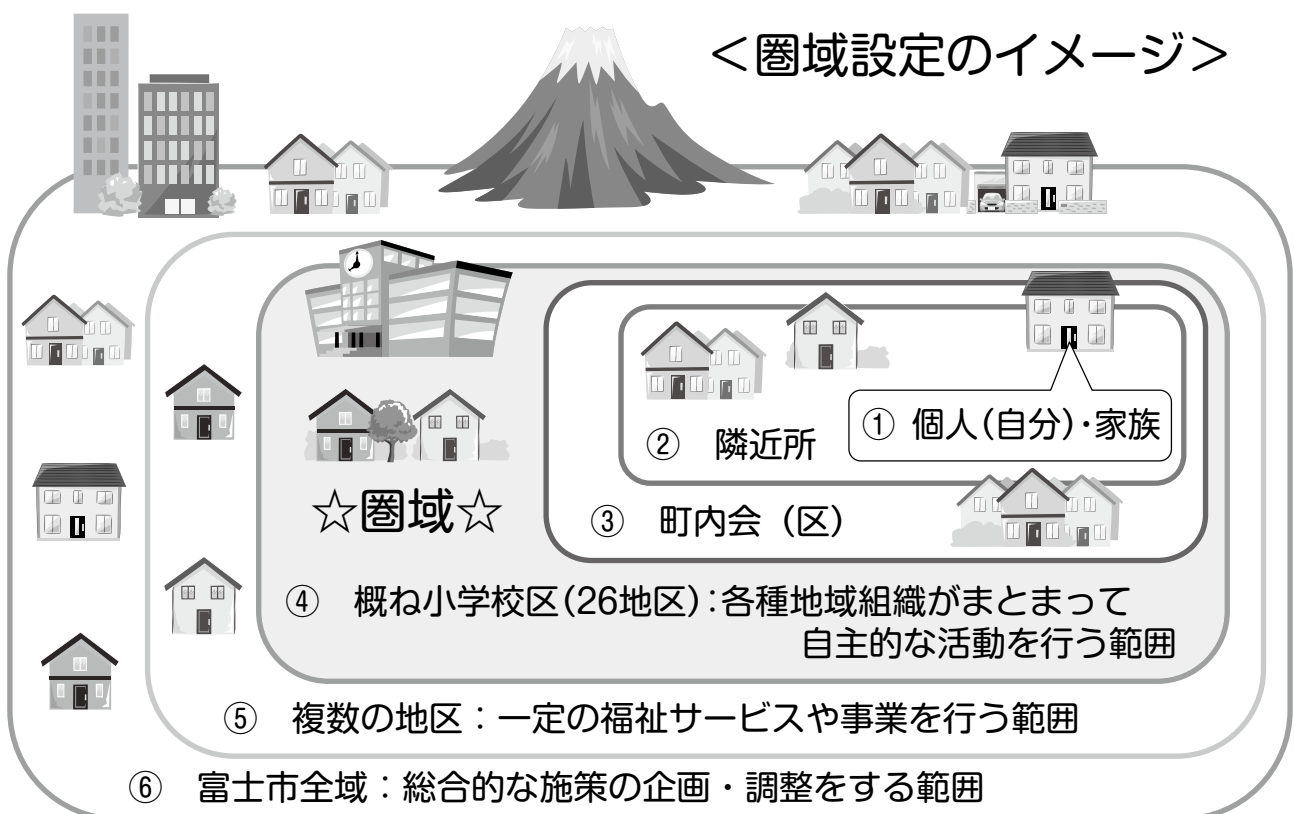 ＜圏域設定のイメージ＞
① 個人(自分)･家族
② 隣近所
☆圏域☆
③ 町内会（区）
④ 概ね小学校区(26地区)：各種地域組織がまとまって
自主的な活動を行う範囲
⑤ 複数の地区：一定の福祉サービスや事業を行う範囲
⑥ 富士市全域：総合的な施策の企画・調整をする範囲